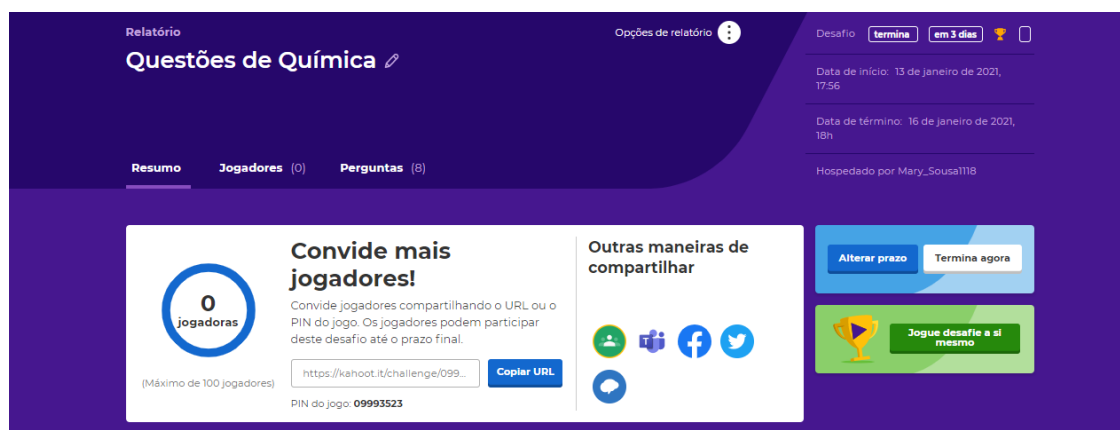 Relatório
Questões de Química
Opções de relatório
Resumo Jogadores (0) Perguntas (8)
Desafio termina em 3 dias
Data de início: 13 de janeiro de 2021,
17:56
Data de término: 16 de janeiro de 2021,
18h
Hospedado por Mary_Sousa1118
0
jogadoras
(Máximo de 100 jogadores)
Convide mais
jogadores!
Convide jogadores compartilhando o URL ou o
PIN do jogo. Os jogadores podem participar
deste desafio até o prazo final.
https://kahoot.it/challenge/099...
Copiar URL
PIN do jogo: 09993523
Outras maneiras de
compartilhar
Alterar prazo
Termina agora
Jogue desafie a si
mesmo